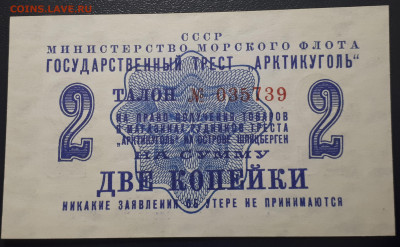 COINS.LAVE.RU
СССР
МИНИСТЕРСТВО МОРСКОГО ФЛОТА
ГОСУДАРСТВЕННЫЙ ТРЕСТ „АРКТИКУГОЛЬ"
ТАЛОН № 035739
НА ПРАВО ПОЛУЧЕНИЯ ТОВАРОВ
В МАГАЗИНАХ РУДНИКОВ ТРЕСТА
„АРКТИКУГОЛЬ" НА ОСТРОВЕ ШПИЦБЕРГЕН
НА СУММУ
2 2
ДВЕ КОПЕЙКИ
НИКАКИЕ ЗАЯВЛЕНИЯ ОБ УТЕРЕ НЕ ПРИНИМАЮТСЯ